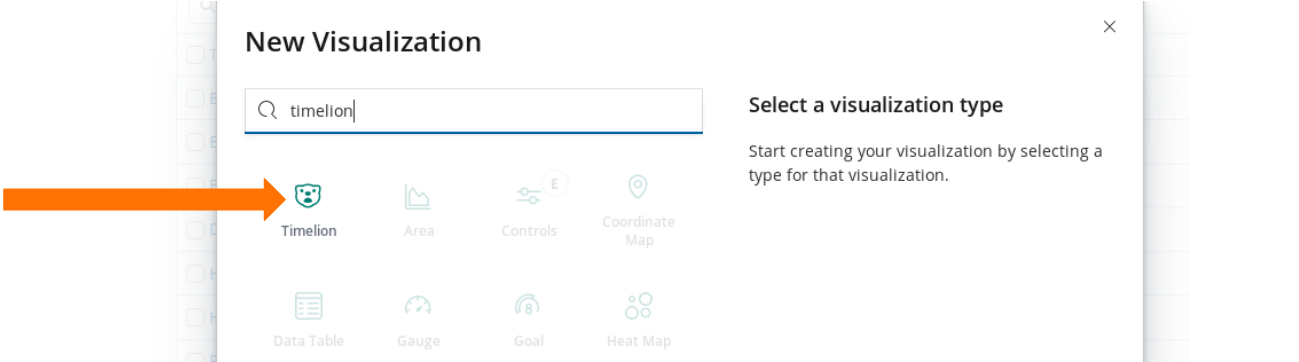 New Visualization
timelion
Select a visualization type
Start creating your visualization by selecting a
type for that visualization.
E
Timelion
Area
Controls
Coordinate
Map
Data Table
Gauge
Goal
8
Heat Map